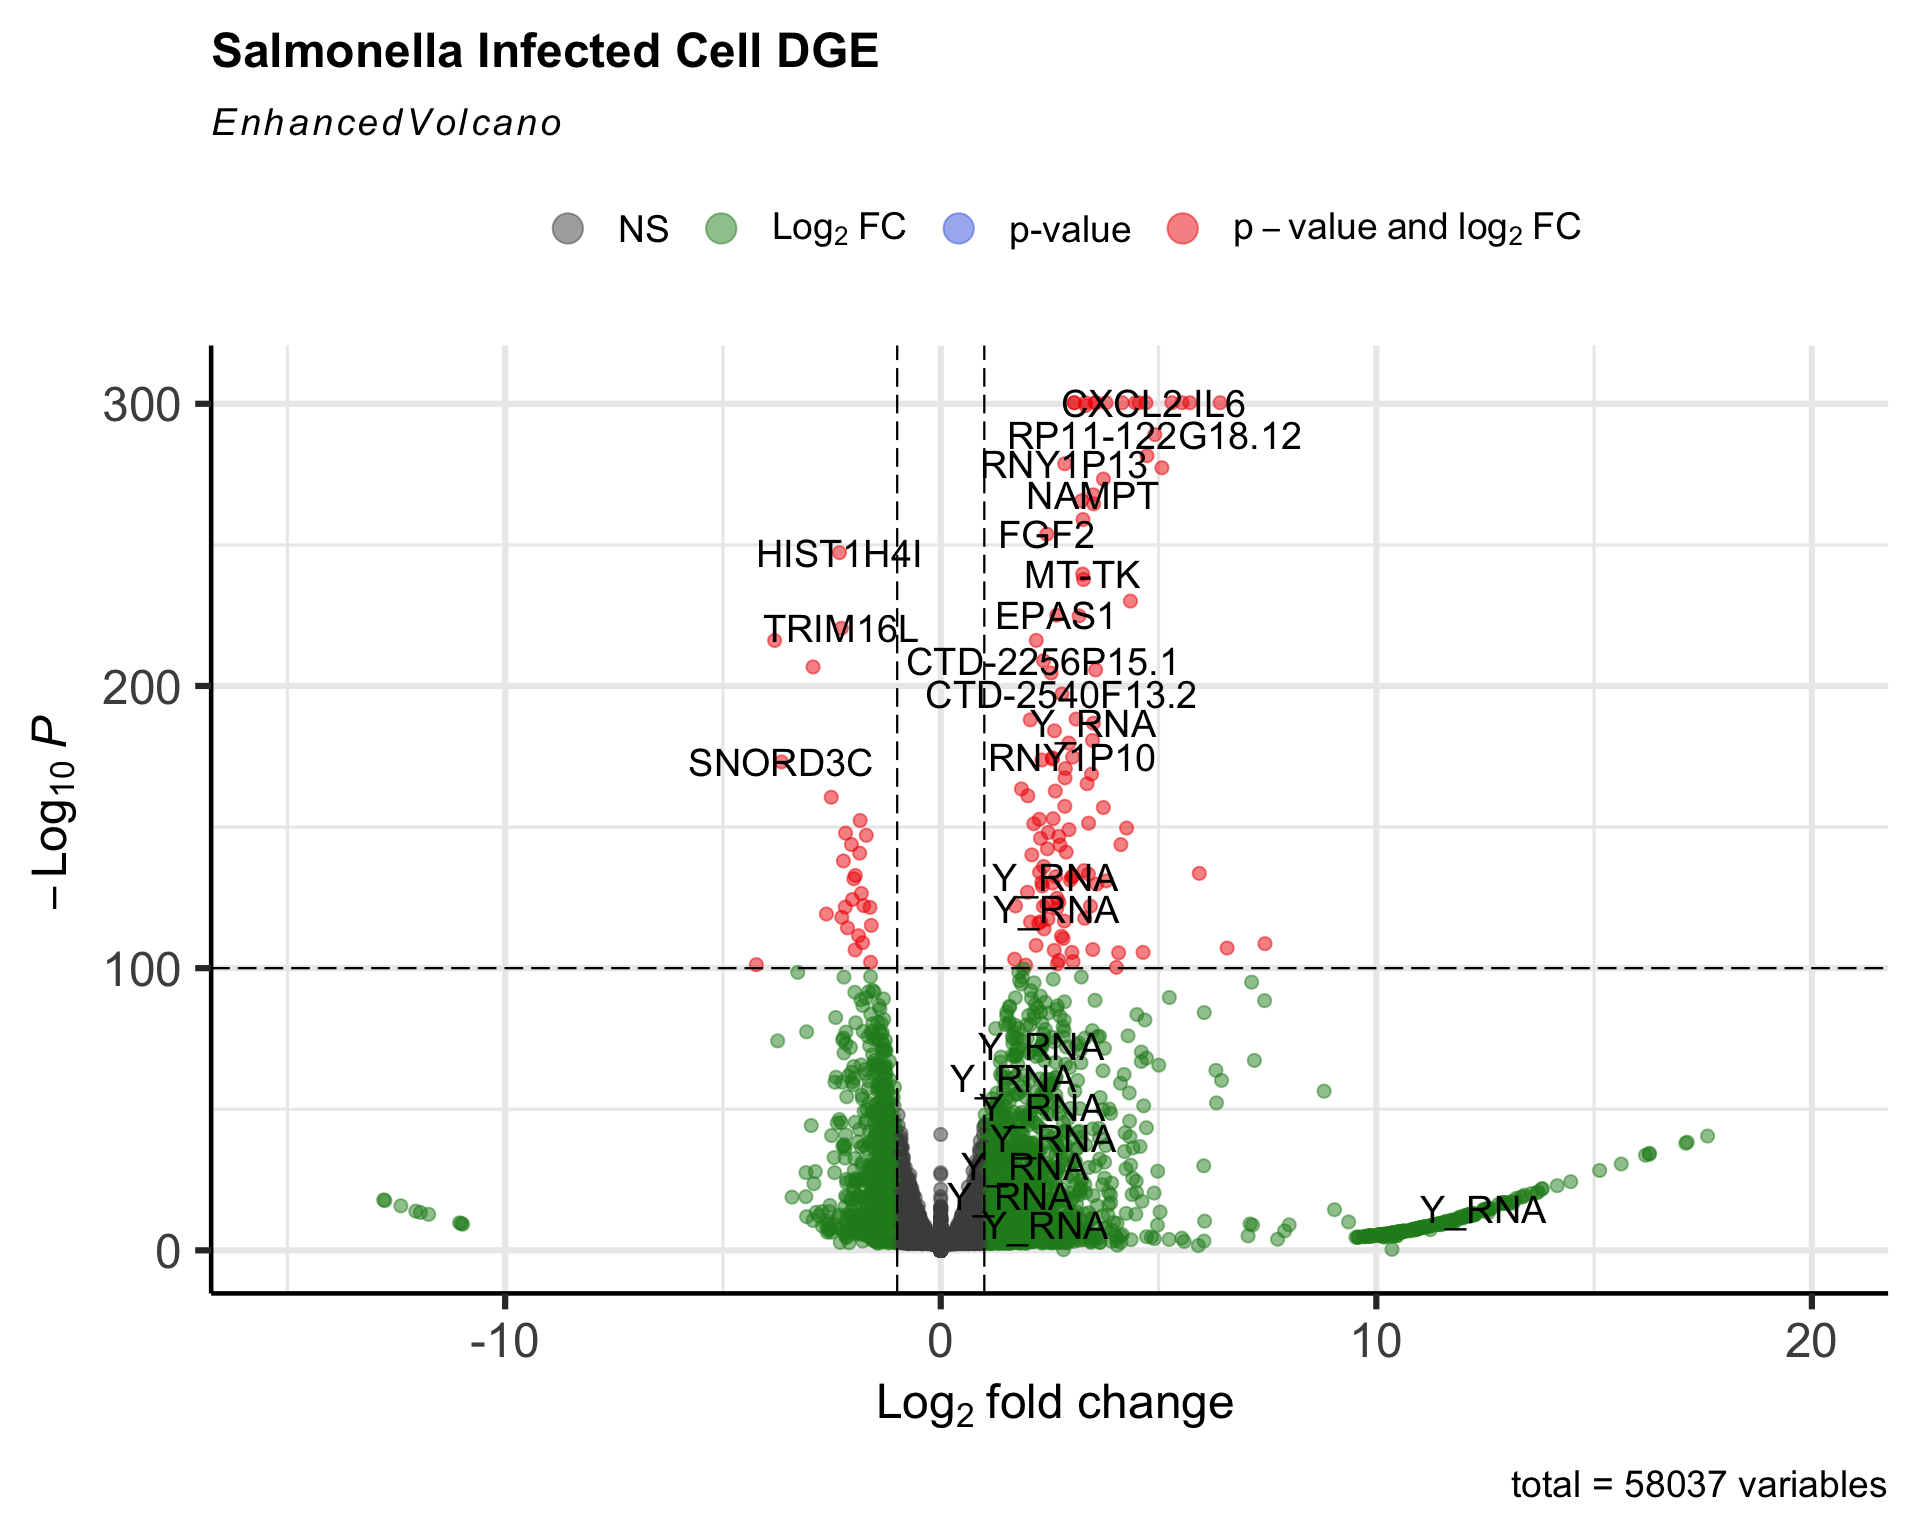 Salmonella Infected Cell DGE
EnhancedVolcano
NS Log2 FC p-value p – value and log2 FC
300
200
100
0
–Log10 P
CXCL2 IL6
RP11-122G18.12
RNY1P13
NAMPT
FGF2
HIST1H4I
MT-TK
EPAS1
TRIM16L
CTD-2256P15.1
CTD-2540F13.2
Y_RNA
RNY1P10
SNORD3C
Y_RNA
Y_RNA
Y_RNA
Y_RNA
Y_RNA
Y_RNA
Y_RNA
Y_RNA
Y_RNA
Y_RNA
-10 0 10 20
Log2 fold change
total = 58037 variables